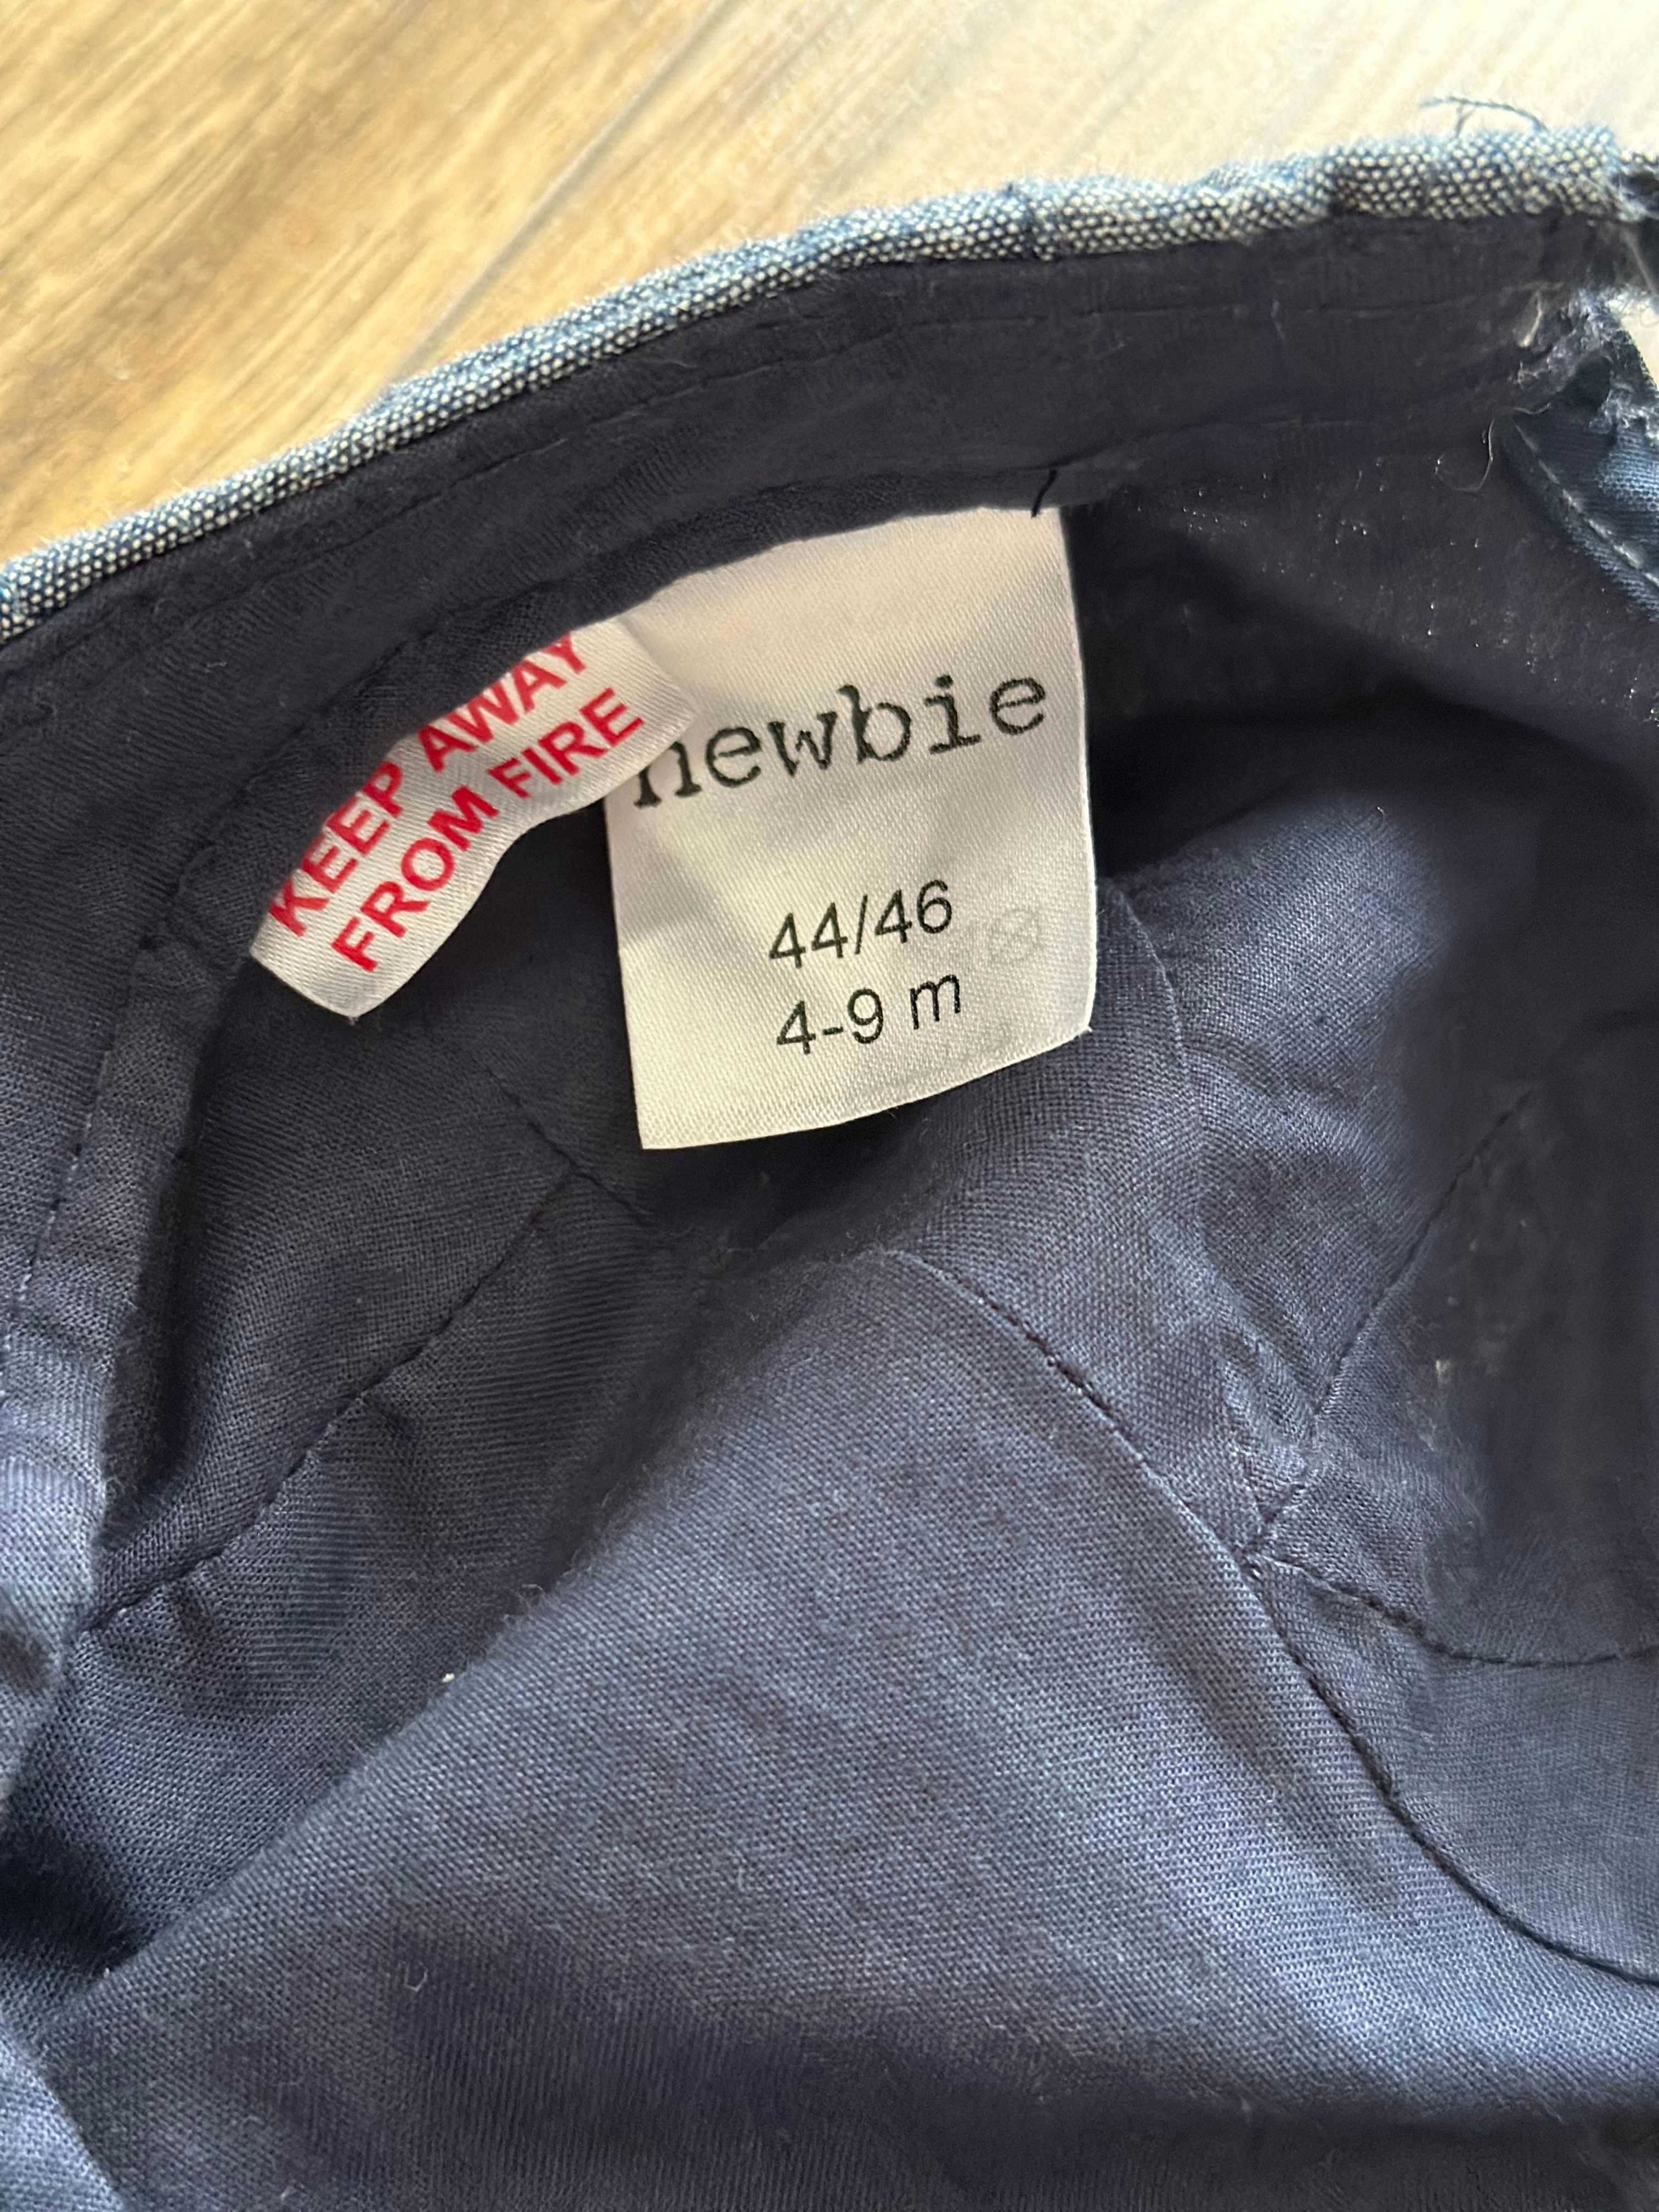 KEEP AWAY
FROM FIRE
newbie
44/46
4-9 m